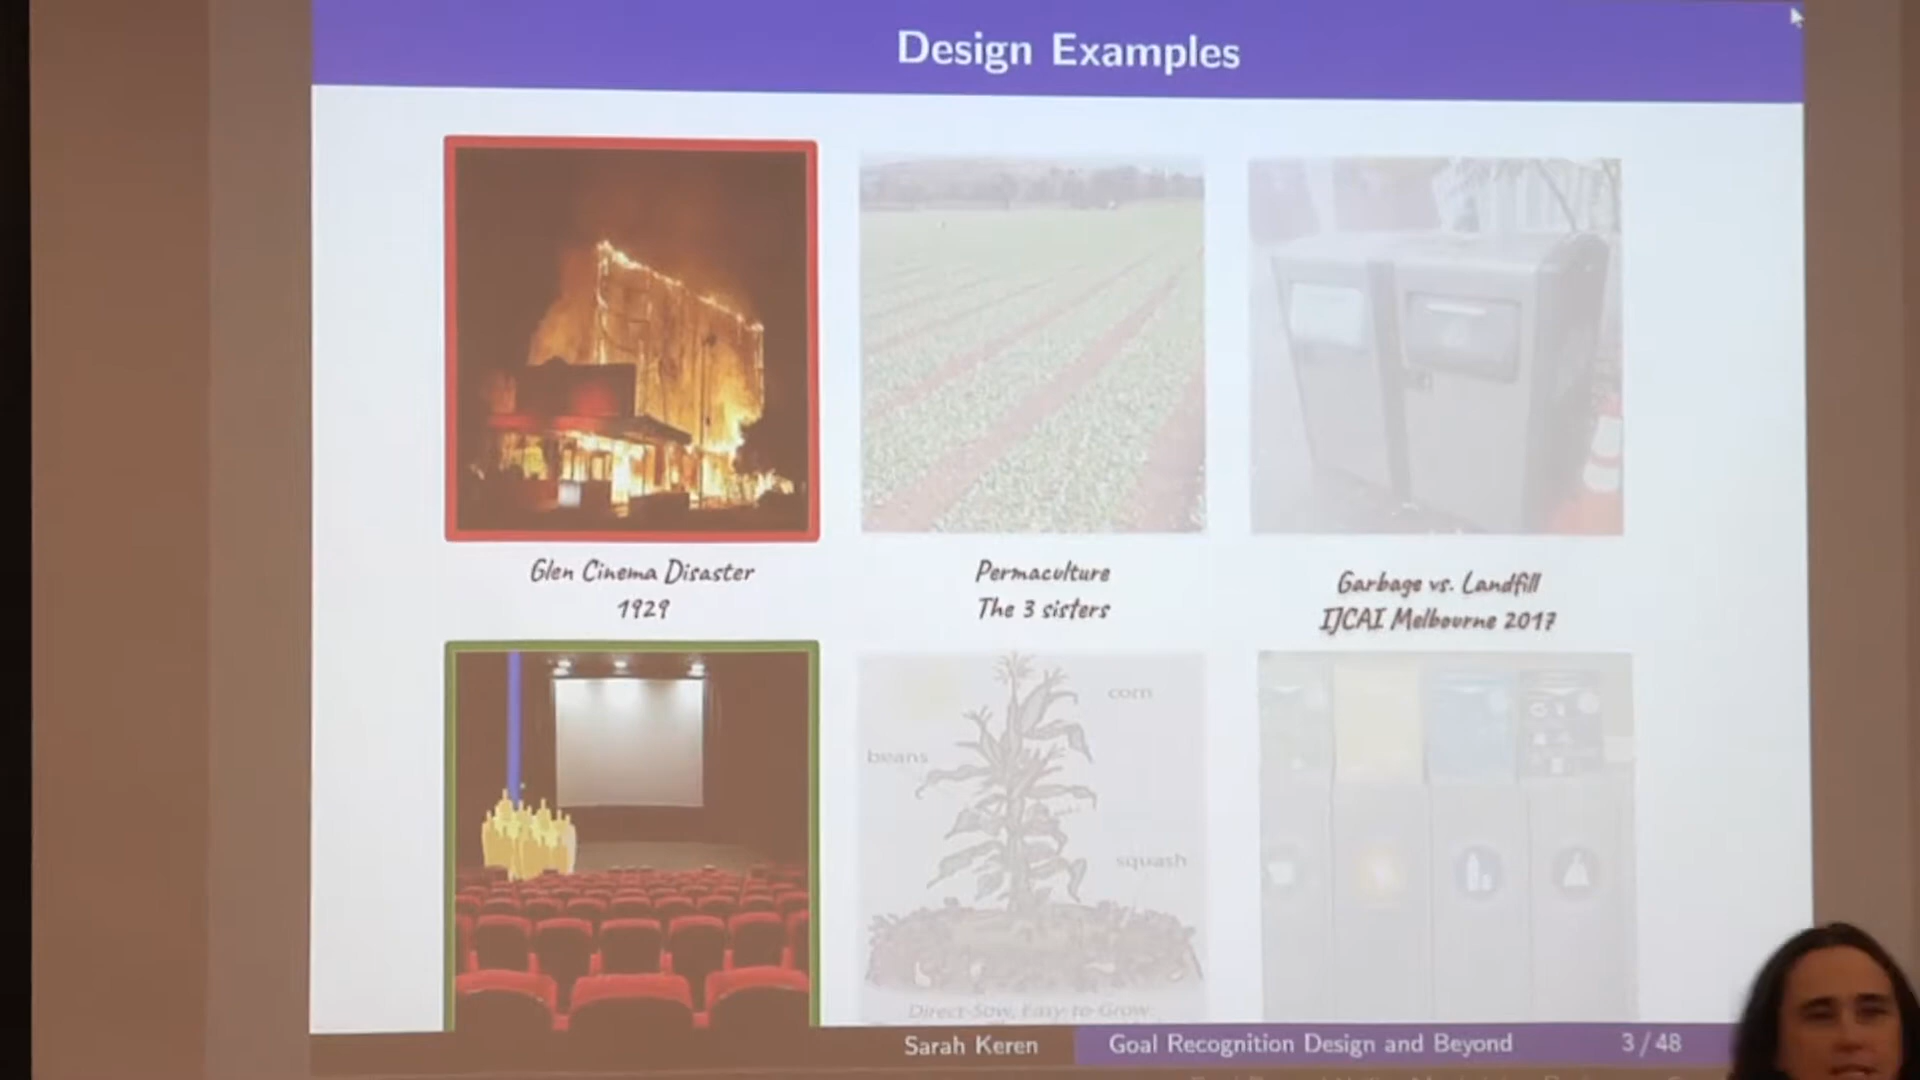 Design Examples
Glen Cinema Disaster
1929
Permaculture
The 3 sisters
Garbage vs. Landfill
IJCAI Melbourne 2017
corn
beans
squash
Direct-Sow, Easy-to-Grow
Sarah Keren
Goal Recognition Design and Beyond
3 / 48